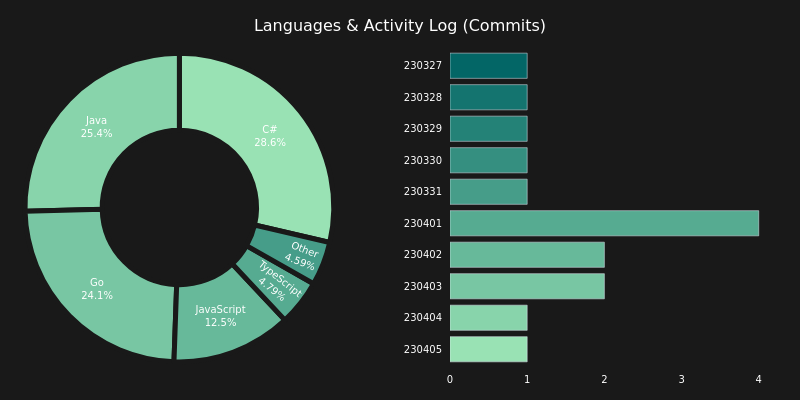 Languages & Activity Log (Commits)
C#
28.6%
Java
25.4%
Go
24.1%
JavaScript
12.5%
TypeScript
4.79%
Other
4.59%
230327
230328
230329
230330
230331
230401
230402
230403
230404
230405
0 1 2 3 4